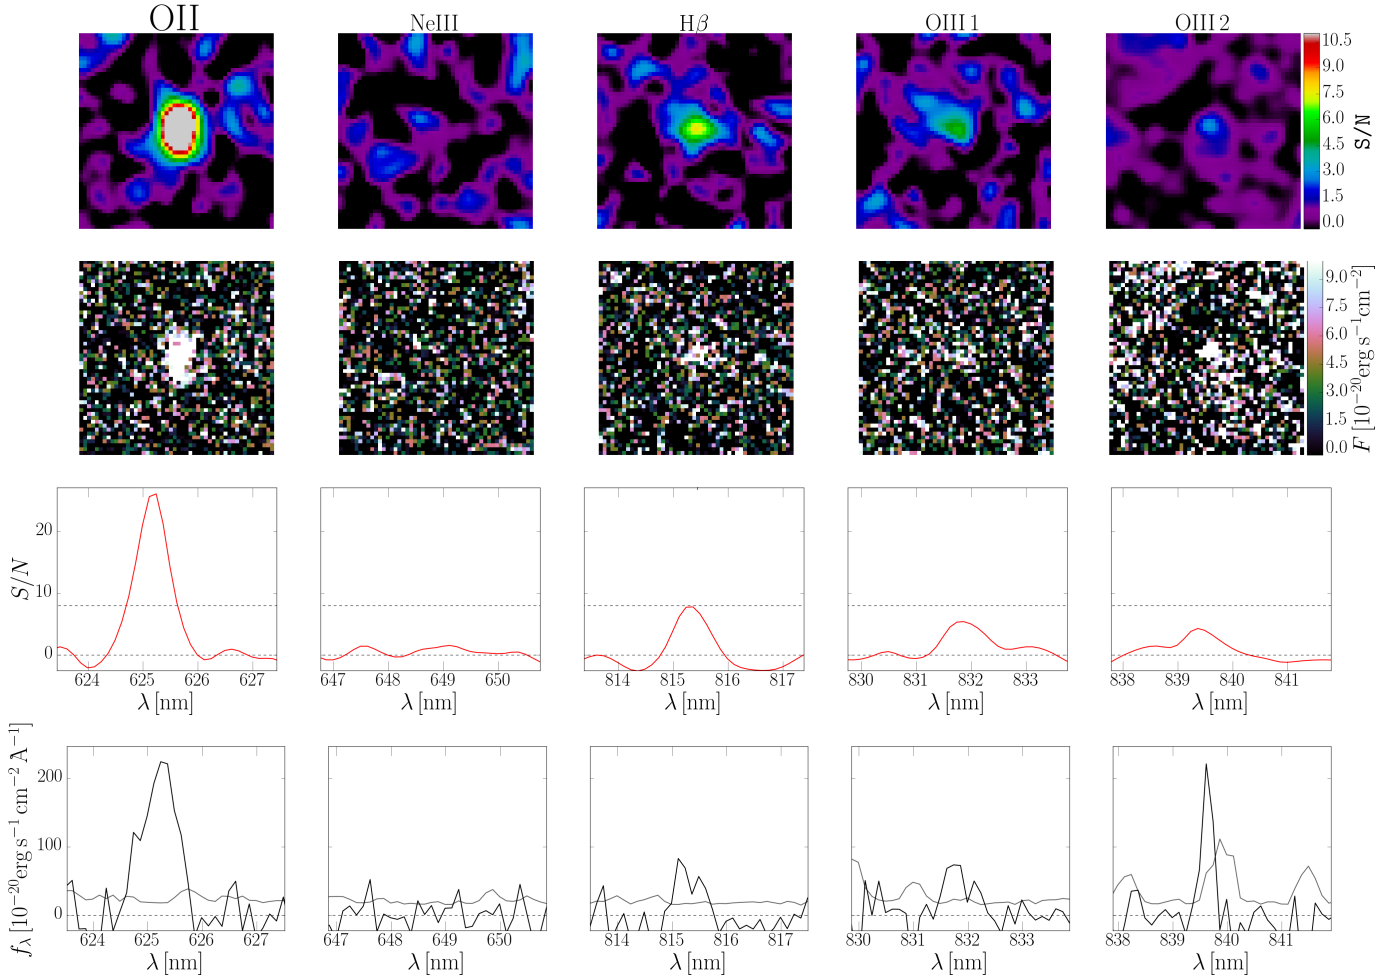 OII NeIII Hβ OIII 1 OIII 2
10.5
9.0
7.5
6.0
4.5
3.0
1.5
0.0
S/N
9.0
7.5
6.0
4.5
3.0
1.5
0.0
F [10⁻²⁰erg s⁻¹cm⁻²]
S/N
20
10
0
624 625 626 627 647 648 649 650 814 815 816 817 830 831 832 833 838 839 840 841
λ [nm] λ [nm] λ [nm] λ [nm] λ [nm]
f_λ [10⁻²⁰erg s⁻¹ cm⁻² A⁻¹]
200
100
0
624 625 626 627 647 648 649 650 814 815 816 817 830 831 832 833 838 839 840 841
λ [nm] λ [nm] λ [nm] λ [nm] λ [nm]